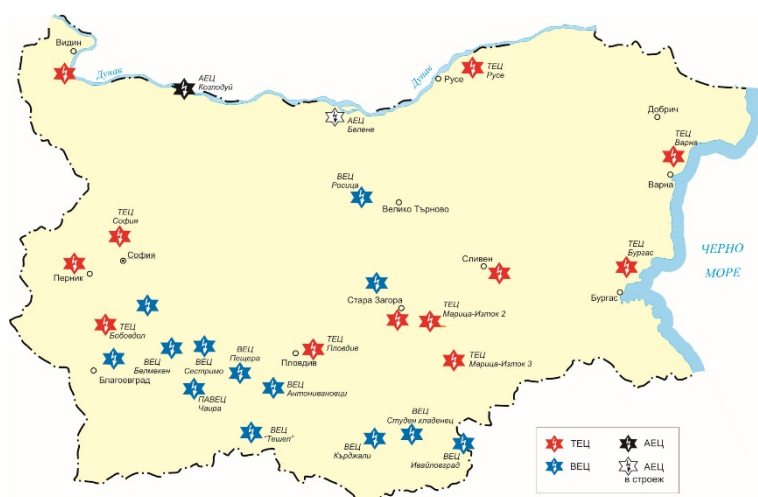 Видин
Дунав
АЕЦ
Козлодуй
Дунав
Русе
ТЕЦ
Русе
АЕЦ
Белене
Добрич
ТЕЦ
Варна
Варна
ВЕЦ
Росица
Велико Търново
ТЕЦ
София
София
Перник
Сливен
ТЕЦ
Бургас
ЧЕРНО
МОРЕ
Бургас
Стара Загора
ТЕЦ
Марица-Изток 2
ТЕЦ
Бобовдол
ВЕЦ
Белмекен
ВЕЦ
Сестримо
ВЕЦ
Пещера
Пловдив
ТЕЦ
Пловдив
ТЕЦ
Марица-Изток 3
Благоевград
ПАВЕЦ
Чаира
ВЕЦ
Антонивановци
ВЕЦ
"Тешел"
ВЕЦ
Кърджали
ВЕЦ
Студен кладенец
ВЕЦ
Ивайловград
ТЕЦ
АЕЦ
ВЕЦ
АЕЦ
в строеж